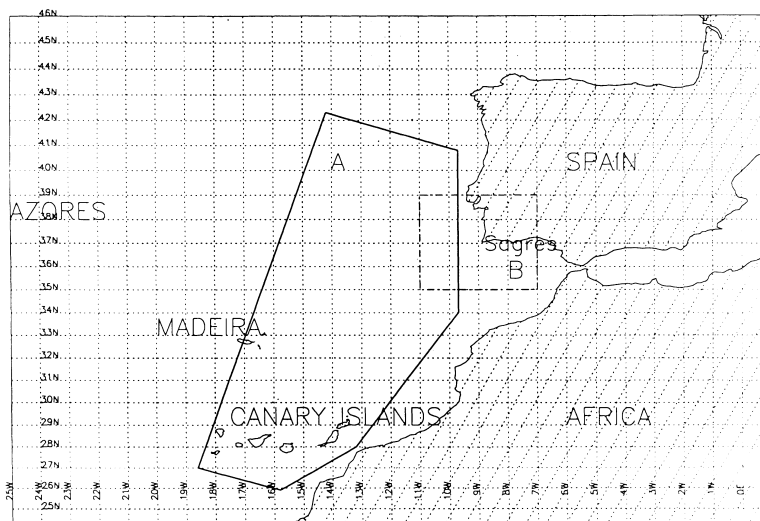 46N
45N
44N
43N
42N
41N
A
40N
SPAIN
39N
AZORES
38N
37N
Sagres
B
36N
35N
34N
MADEIRA
33N
32N
31N
30N
CANARY ISLANDS
AFRICA
29N
28N
27N
26N
25W 24W 23W 22W 21W 20W 19W 18W 17W 16W 15W 14W 13W 12W 11W 10W 9W 8W 7W 6W 5W 4W 3W 2W 1W 0E
25N